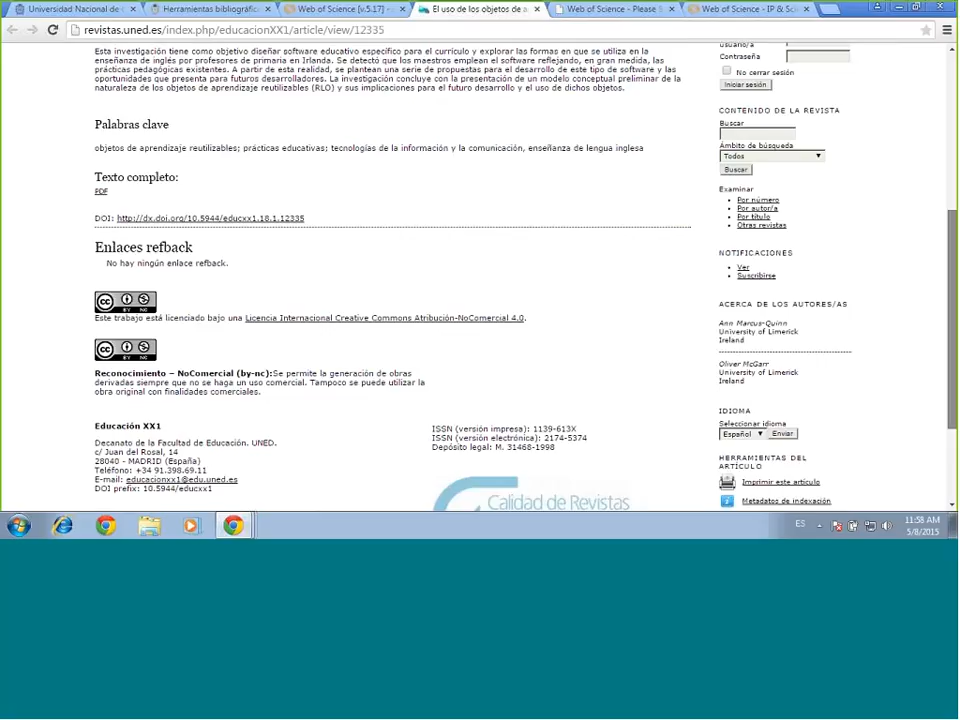 Universidad Nacional de
Herramientas bibliográfic
Web of Science [v.5.17] -
El uso de los objetos de a
Web of Science - Please
Web of Science - IP & Sc
revistas.uned.es/index.php/educacionXX1/article/view/12335
Esta investigación tiene como objetivo diseñar software educativo específico para el currículo y explorar las formas en que se utiliza en la
enseñanza de inglés por profesores de primaria en Irlanda. Se detectó que los maestros emplean el software reflejando, en gran medida, las
prácticas pedagógicas existentes. A partir de esta realidad, se plantean una serie de propuestas para el desarrollo de este tipo de software y las
oportunidades que presenta para futuros desarrolladores. La investigación concluye con la presentación de un modelo conceptual preliminar de la
naturaleza de los objetos de aprendizaje reutilizables (RLO) y sus implicaciones para el futuro desarrollo y el uso de dichos objetos.
Palabras clave
objetos de aprendizaje reutilizables; prácticas educativas; tecnologías de la información y la comunicación, enseñanza de lengua inglesa
Texto completo:
PDF
DOI: http://dx.doi.org/10.5944/educxx1.18.1.12335
Enlaces refback
No hay ningún enlace refback.
cc BY NC
Este trabajo está licenciado bajo una Licencia Internacional Creative Commons Atribución-NoComercial 4.0.
cc BY NC
Reconocimiento – NoComercial (by-nc):Se permite la generación de obras
derivadas siempre que no se haga un uso comercial. Tampoco se puede utilizar la
obra original con finalidades comerciales.
Educación XX1
Decanato de la Facultad de Educación. UNED.
c/ Juan del Rosal, 14
28040 - MADRID (España)
Teléfono: +34 91.398.69.11
E-mail: educacionxx1@edu.uned.es
DOI prefix: 10.5944/educxx1
ISSN (versión impresa): 1139-613X
ISSN (versión electrónica): 2174-5374
Depósito legal: M. 31468-1998
Calidad de Revistas
Usuario/a
Contraseña
No cerrar sesión
Iniciar sesión
CONTENIDO DE LA REVISTA
Buscar
Ámbito de búsqueda
Todos
Buscar
Examinar
Por número
Por autor/a
Por título
Otras revistas
NOTIFICACIONES
Ver
Suscribirse
ACERCA DE LOS AUTORES/AS
Ann Marcus-Quinn
University of Limerick
Ireland
Oliver McGarr
University of Limerick
Ireland
IDIOMA
Seleccionar idioma
Español Enviar
HERRAMIENTAS DEL
ARTÍCULO
Imprimir este artículo
Metadatos de indexación
ES
11:58 AM
5/8/2015